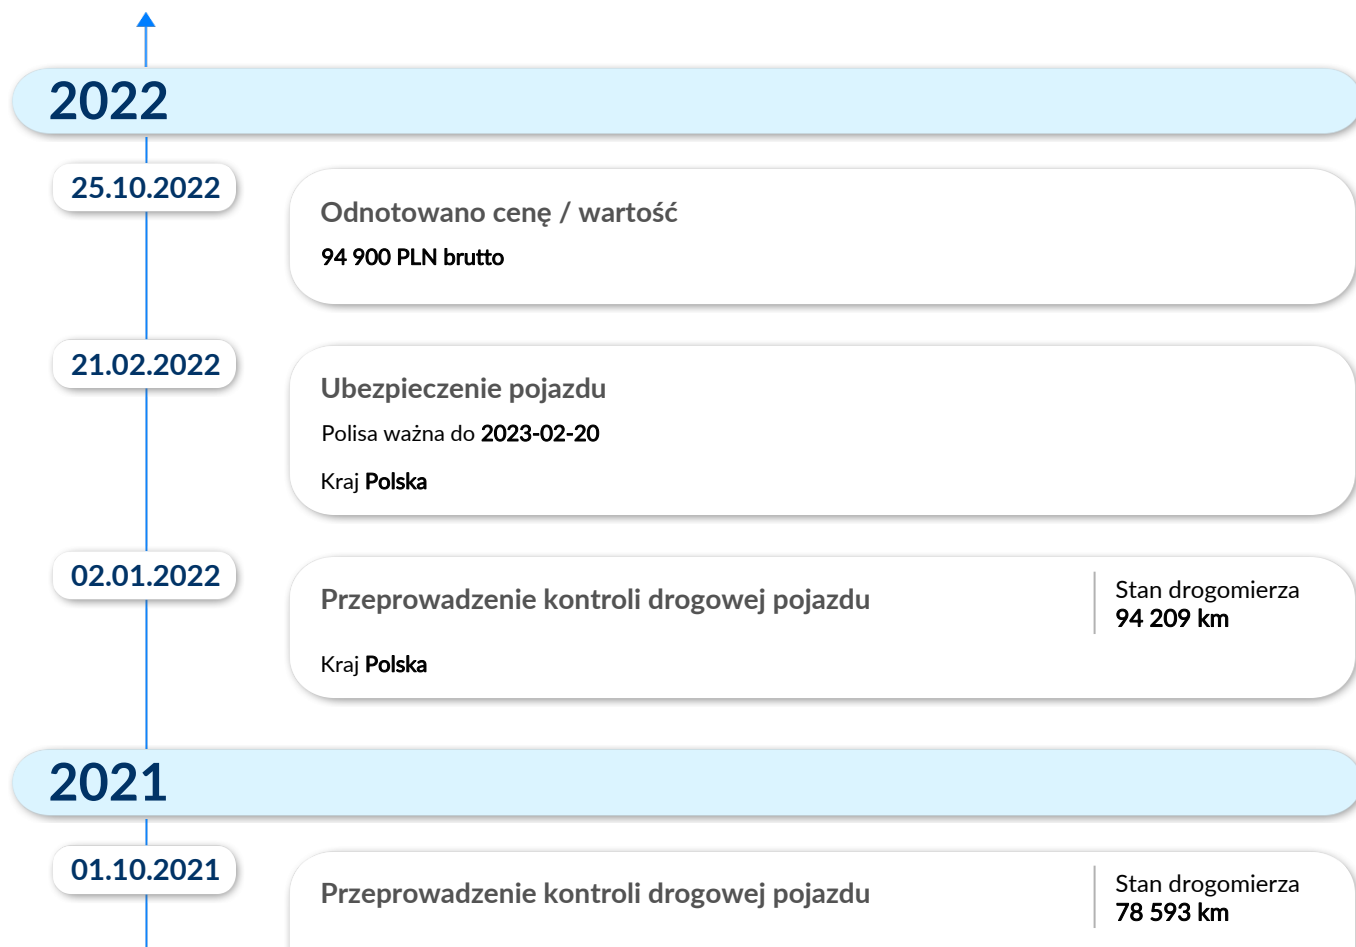 2022
25.10.2022
Odnotowano cenę / wartość
94 900 PLN brutto
21.02.2022
Ubezpieczenie pojazdu
Polisa ważna do 2023-02-20
Kraj Polska
02.01.2022
Przeprowadzenie kontroli drogowej pojazdu
Stan drogomierza
94 209 km
Kraj Polska
2021
01.10.2021
Przeprowadzenie kontroli drogowej pojazdu
Stan drogomierza
78 593 km